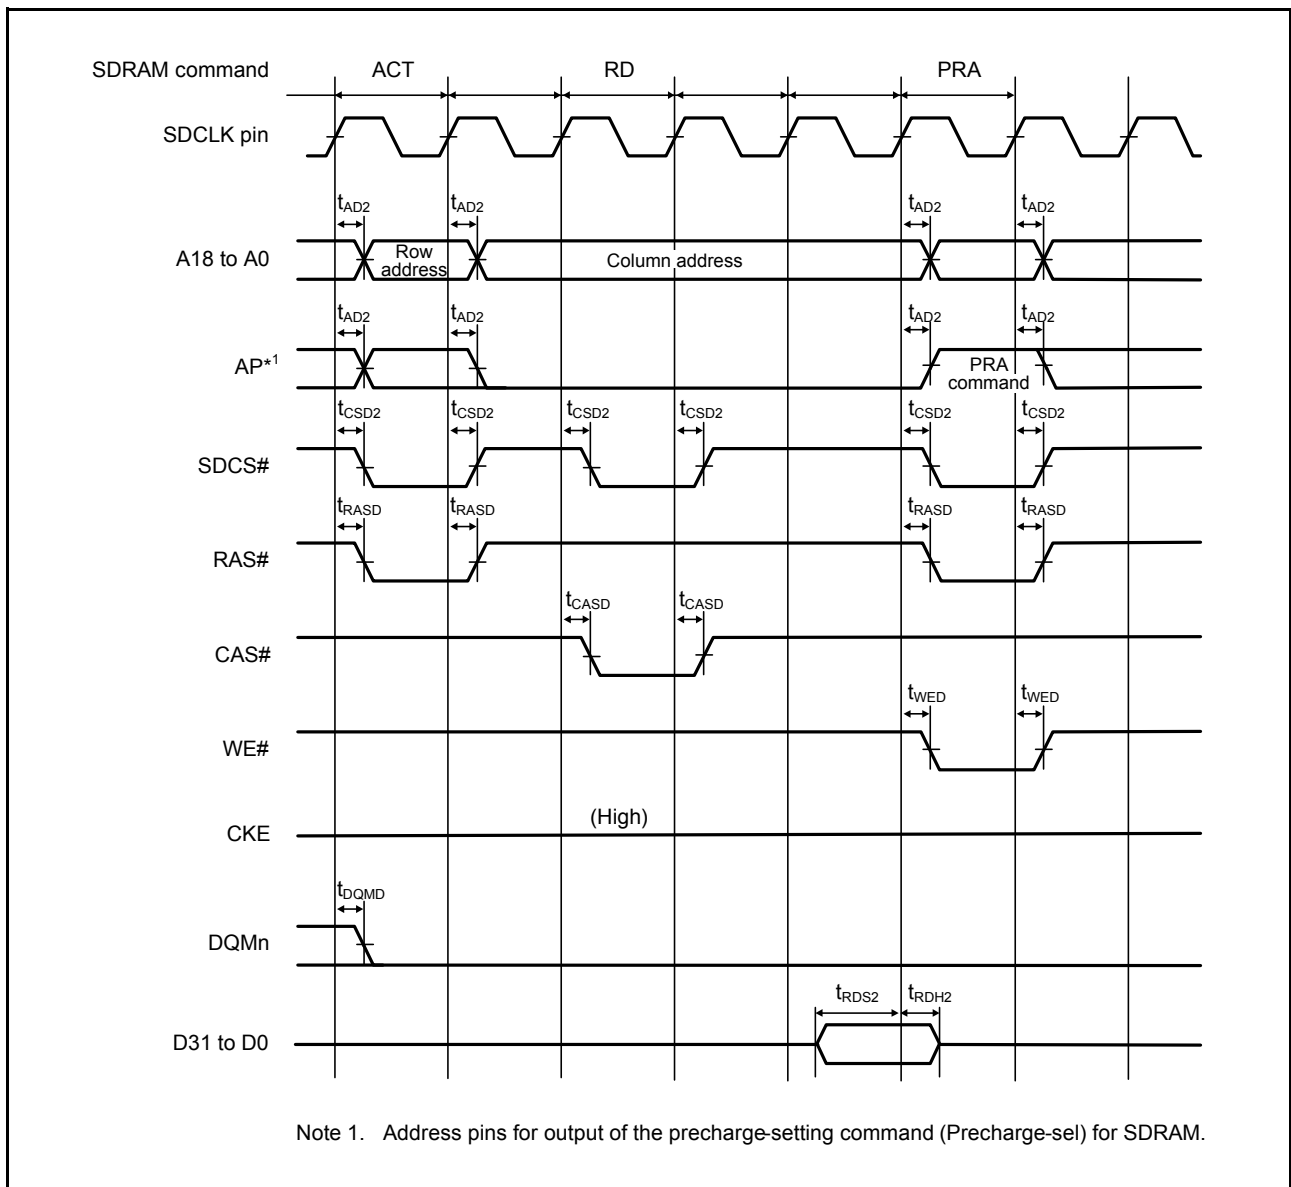 SDRAM command ACT RD PRA
SDCLK pin
tAD2 tAD2 tAD2 tAD2
A18 to A0 Row address Column address
tAD2 tAD2 tAD2 tAD2
AP*1 PRA command
tCSD2 tCSD2 tCSD2 tCSD2 tCSD2 tCSD2
SDCS#
tRASD tRASD tRASD tRASD
RAS#
tCASD tCASD
CAS#
tWED tWED
WE#
(High)
CKE
tDQMD
DQMn
tRDS2 tRDH2
D31 to D0
Note 1. Address pins for output of the precharge-setting command (Precharge-sel) for SDRAM.